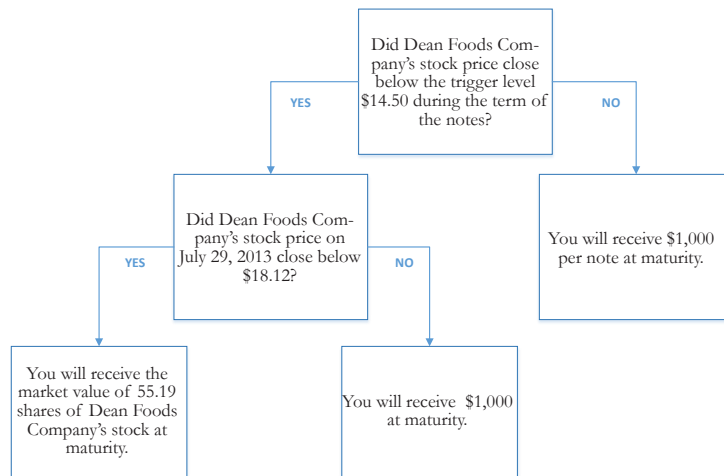 Did Dean Foods Com-
pany's stock price close
below the trigger level
$14.50 during the term of
the notes?
YES
NO
Did Dean Foods Com-
pany's stock price on
July 29, 2013 close below
$18.12?
You will receive $1,000
per note at maturity.
YES
NO
You will receive the
market value of 55.19
shares of Dean Foods
Company's stock at
maturity.
You will receive $1,000
at maturity.